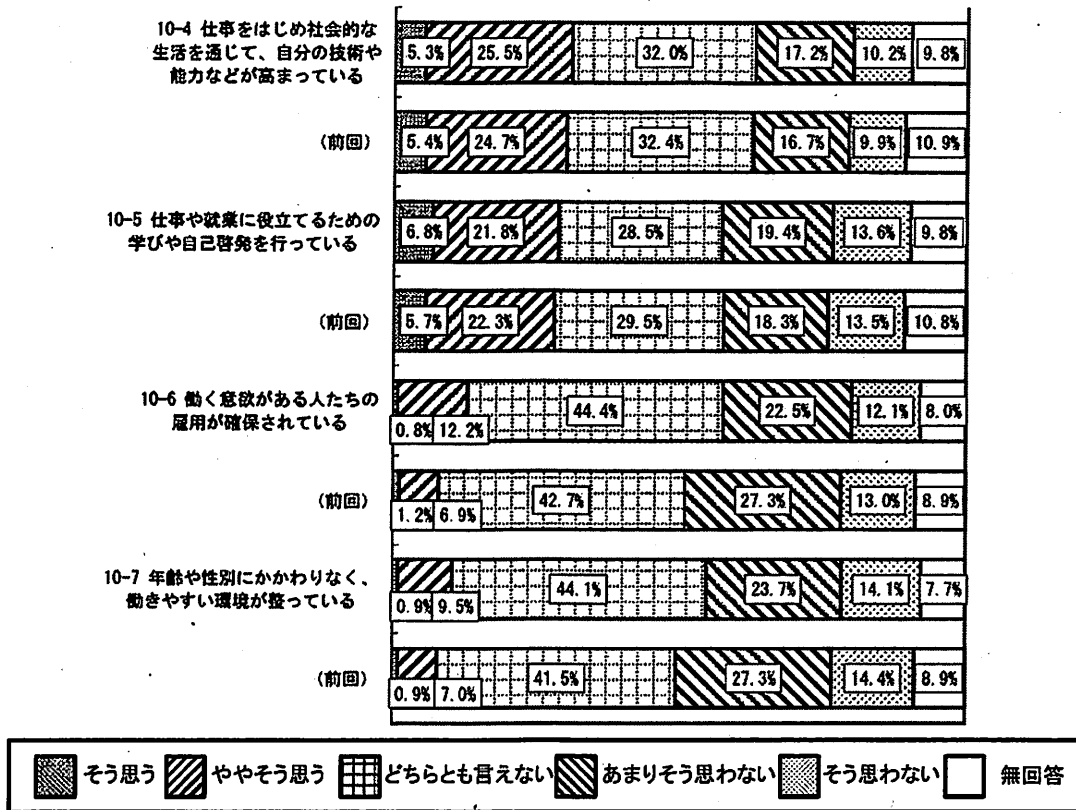 10-4 仕事をはじめ社会的な
生活を通じて、自分の技術や
能力などが高まっている
5.3% 25.5% 32.0% 17.2% 10.2% 9.8%
(前回)
5.4% 24.7% 32.4% 16.7% 9.9% 10.9%
10-5 仕事や就業に役立てるための
学びや自己啓発を行っている
6.8% 21.8% 28.5% 19.4% 13.6% 9.8%
(前回)
5.7% 22.3% 29.5% 18.3% 13.5% 10.8%
10-6 働く意欲がある人たちの
雇用が確保されている
0.8% 12.2% 44.4% 22.5% 12.1% 8.0%
(前回)
1.2% 6.9% 42.7% 27.3% 13.0% 8.9%
10-7 年齢や性別にかかわりなく、
働きやすい環境が整っている
0.9% 9.5% 44.1% 23.7% 14.1% 7.7%
(前回)
0.9% 7.0% 41.5% 27.3% 14.4% 8.9%
そう思う ややそう思う どちらとも言えない あまりそう思わない そう思わない 無回答